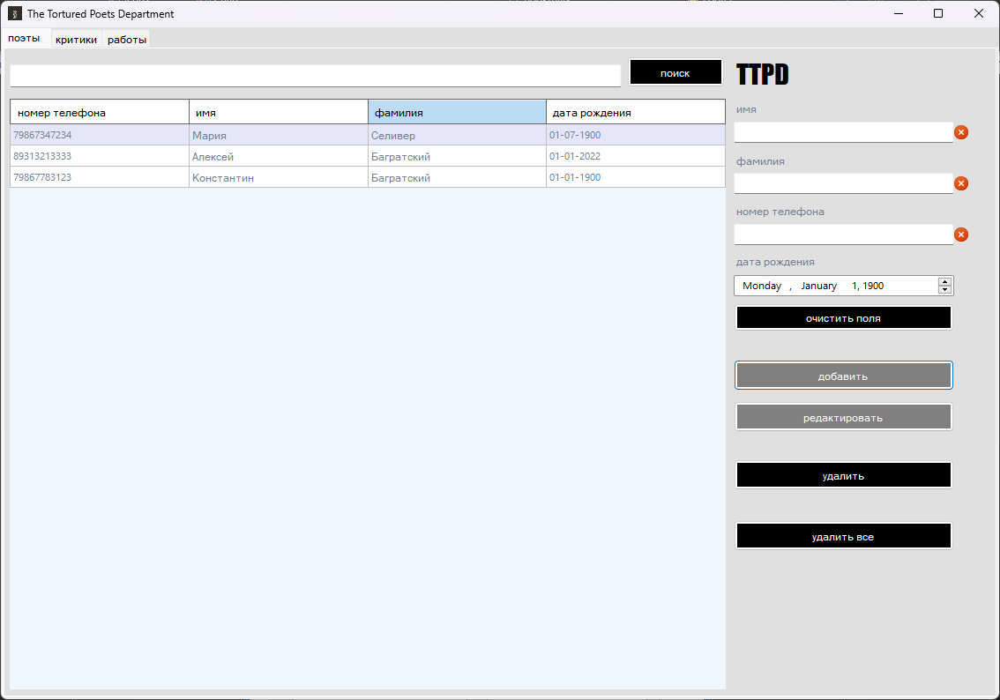 The Tortured Poets Department
поэты критики работы
поиск
номер телефона имя фамилия дата рождения
79867347234 Мария Селивер 01-07-1900
89313213333 Алексей Багратский 01-01-2022
79867783123 Константин Багратский 01-01-1900
TTPD
имя
фамилия
номер телефона
дата рождения
Monday , January 1, 1900
очистить поля
добавить
редактировать
удалить
удалить все